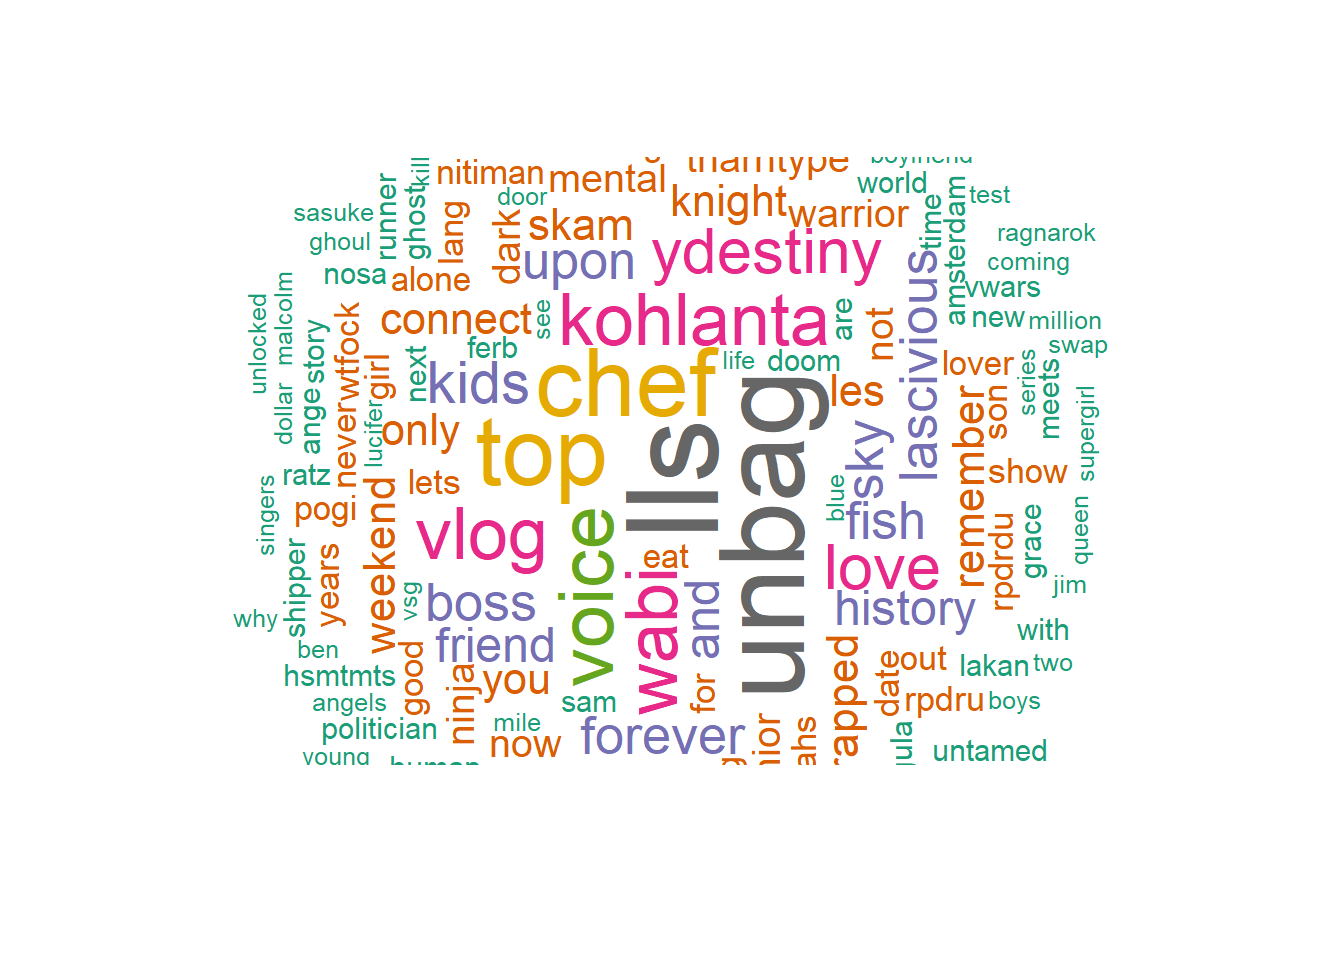 kill
nitiman
mental
thamtype
boyfriend
world
test
door
sasuke
runner
ghost
lang
dark
skam
knight
warrior
time
amsterdam
ragnarok
ghoul
upon
ydestiny
coming
nosa
alone
lascivious
vwars
unlocked
malcolm
story
connect
see
kohlanta
are
not
new
million
ferb
swap
neverwtfock
girl
next
kids
chef
life
doom
les
lover
series
meets
dollar
ange
lucifer
only
top
lls
unbag
sky
remember
son
supergirl
singers
ratz
lets
show
pogi
weekend
vlog
voice
blue
fish
rpdrdu
grace
queen
shipper
years
eat
wabi
and
love
jim
why
vsg
boss
history
with
ben
friend
hsmtmts
good
ninja
you
for
date
out
lakan
two
angels
sam
rpdru
boys
politician
mile
now
forever
ahs
rapped
untamed
young
human